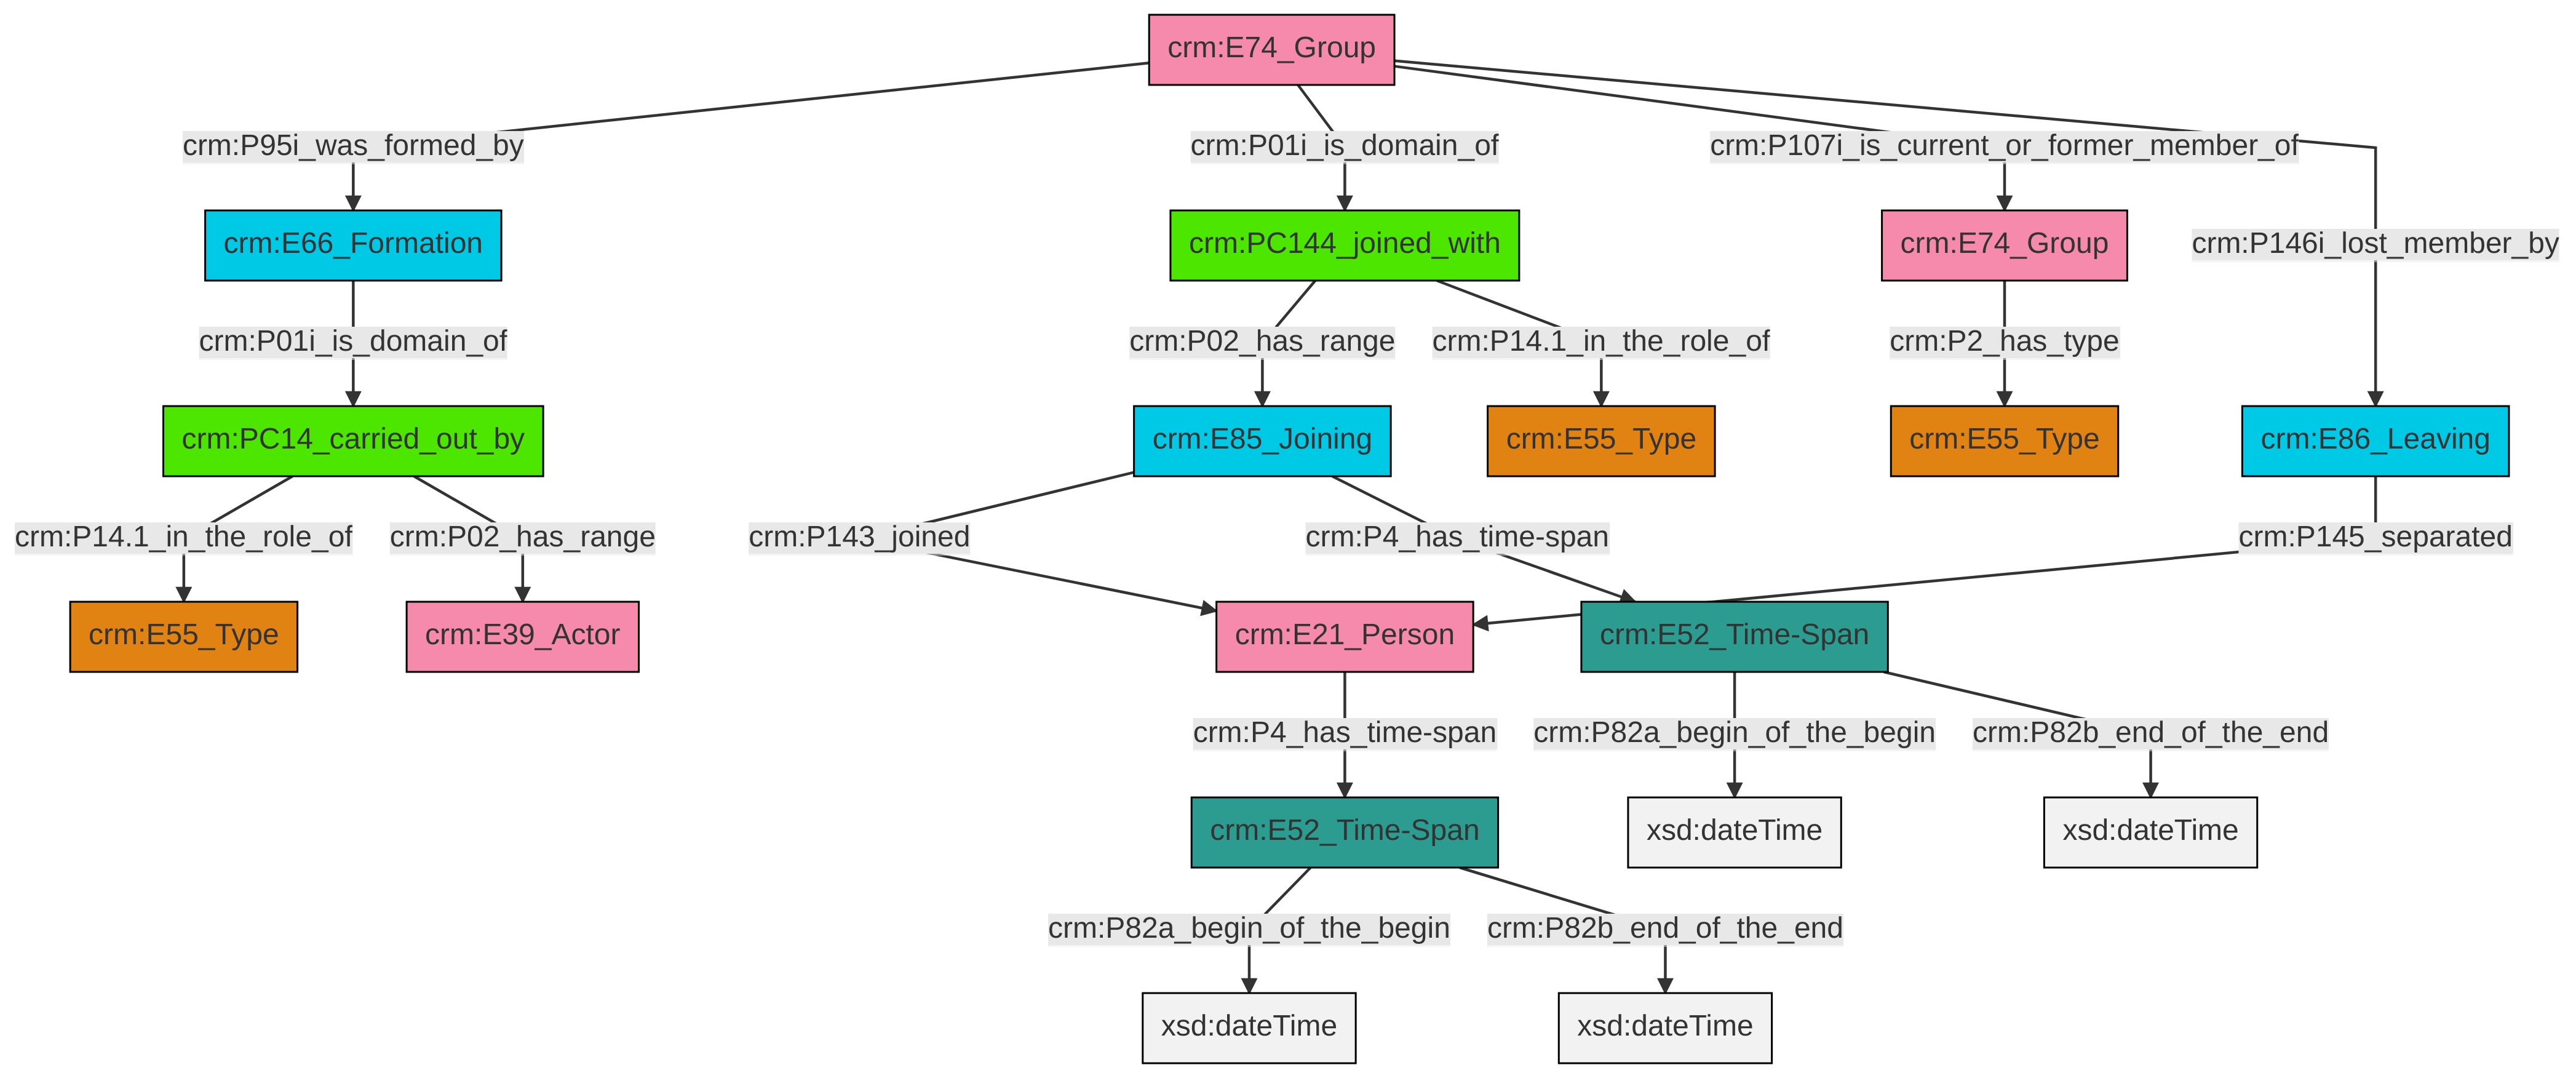 crm:E74_Group
crm:P95i_was_formed_by
crm:P01i_is_domain_of
crm:P107i_is_current_or_former_member_of
crm:E66_Formation
crm:PC144_joined_with
crm:E74_Group
crm:P146i_lost_member_by
crm:P01i_is_domain_of
crm:P02_has_range
crm:P14.1_in_the_role_of
crm:P2_has_type
crm:PC14_carried_out_by
crm:E85_Joining
crm:E55_Type
crm:E55_Type
crm:E86_Leaving
crm:P14.1_in_the_role_of
crm:P02_has_range
crm:P143_joined
crm:P4_has_time-span
crm:P145_separated
crm:E55_Type
crm:E39_Actor
crm:E21_Person
crm:E52_Time-Span
crm:P4_has_time-span
crm:P82a_begin_of_the_begin
crm:P82b_end_of_the_end
crm:E52_Time-Span
xsd:dateTime
xsd:dateTime
crm:P82a_begin_of_the_begin
crm:P82b_end_of_the_end
xsd:dateTime
xsd:dateTime